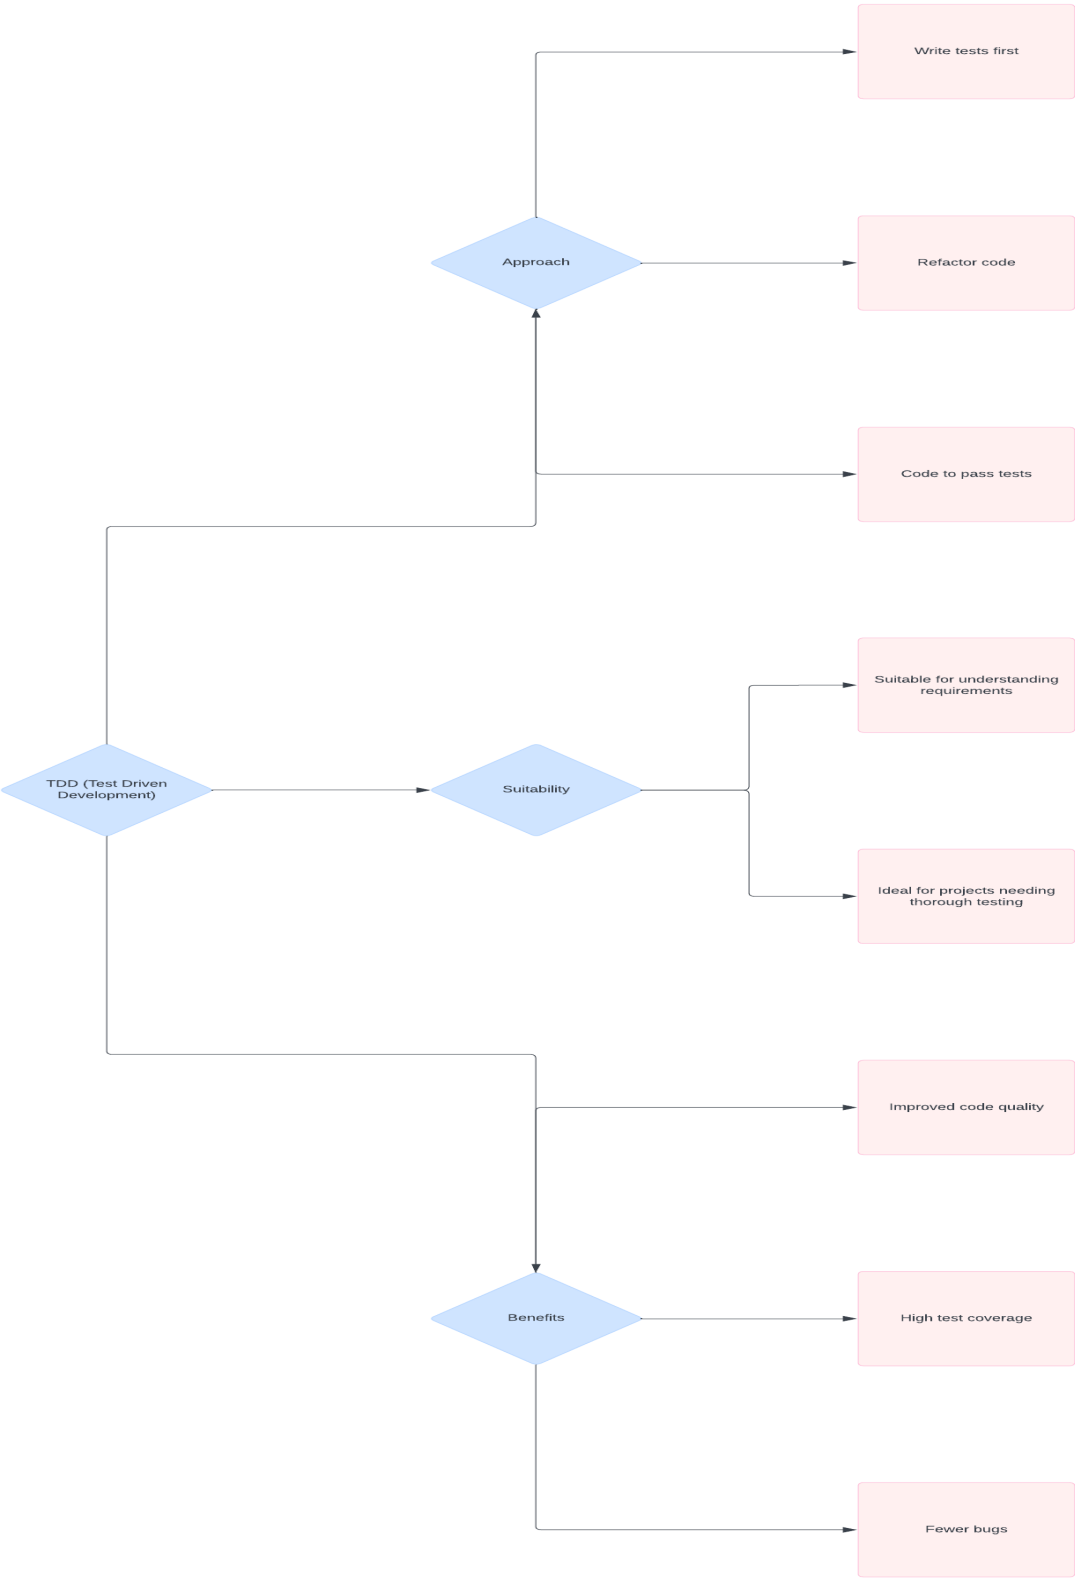 Write tests first
Approach
Refactor code
Code to pass tests
Suitable for understanding
requirements
TDD (Test Driven
Development)
Suitability
Ideal for projects needing
thorough testing
Improved code quality
Benefits
High test coverage
Fewer bugs